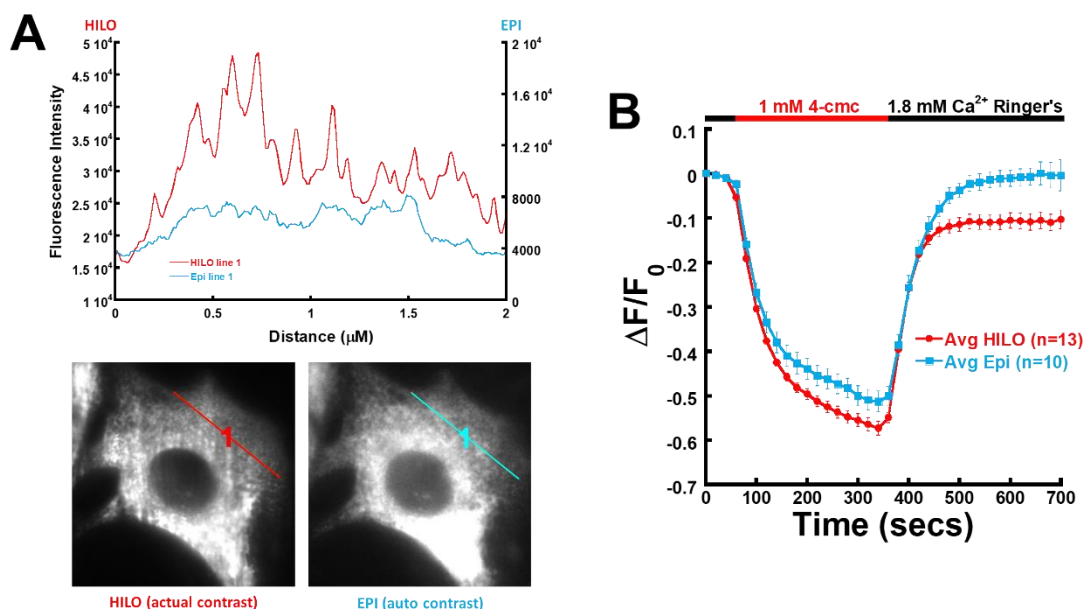 A
HILO
EPI
5 10⁴
4.5 10⁴
4 10⁴
3.5 10⁴
3 10⁴
2.5 10⁴
2 10⁴
1.5 10⁴
1 10⁴
Fluorescence Intensity
2 10⁴
1.6 10⁴
1.2 10⁴
8000
4000
0
HILO line 1
Epi line 1
0 0.5 1 1.5 2
Distance (μM)
1
1
HILO (actual contrast)
EPI (auto contrast)
B
1 mM 4-cmc 1.8 mM Ca²⁺ Ringer's
0.1
0
-0.1
-0.2
-0.3
-0.4
-0.5
-0.6
-0.7
ΔF/F₀
Avg HILO (n=13)
Avg Epi (n=10)
0 100 200 300 400 500 600 700
Time (secs)